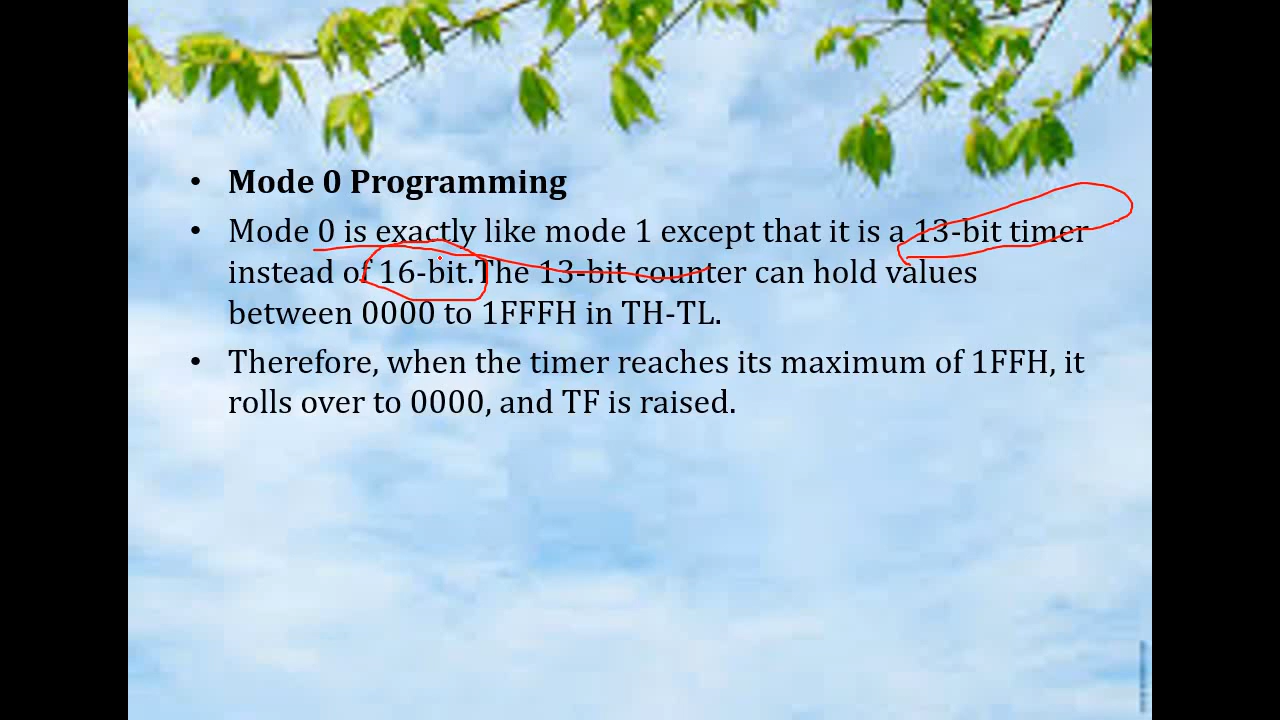 • Mode 0 Programming
• Mode 0 is exactly like mode 1 except that it is a 13-bit timer
instead of 16-bit.The 13-bit counter can hold values
between 0000 to 1FFFH in TH-TL.
• Therefore, when the timer reaches its maximum of 1FFH, it
rolls over to 0000, and TF is raised.